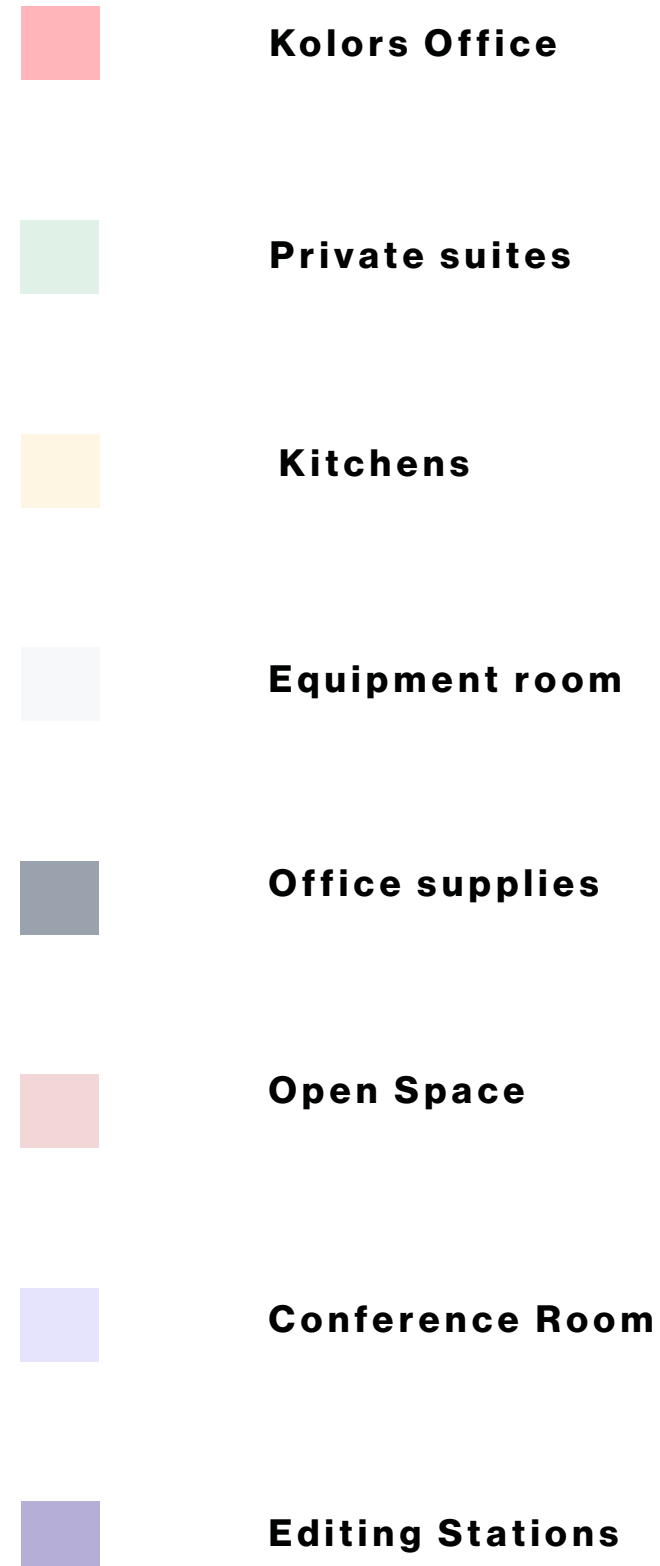 Kolors Office
Private suites
Kitchens
Equipment room
Office supplies
Open Space
Conference Room
Editing Stations